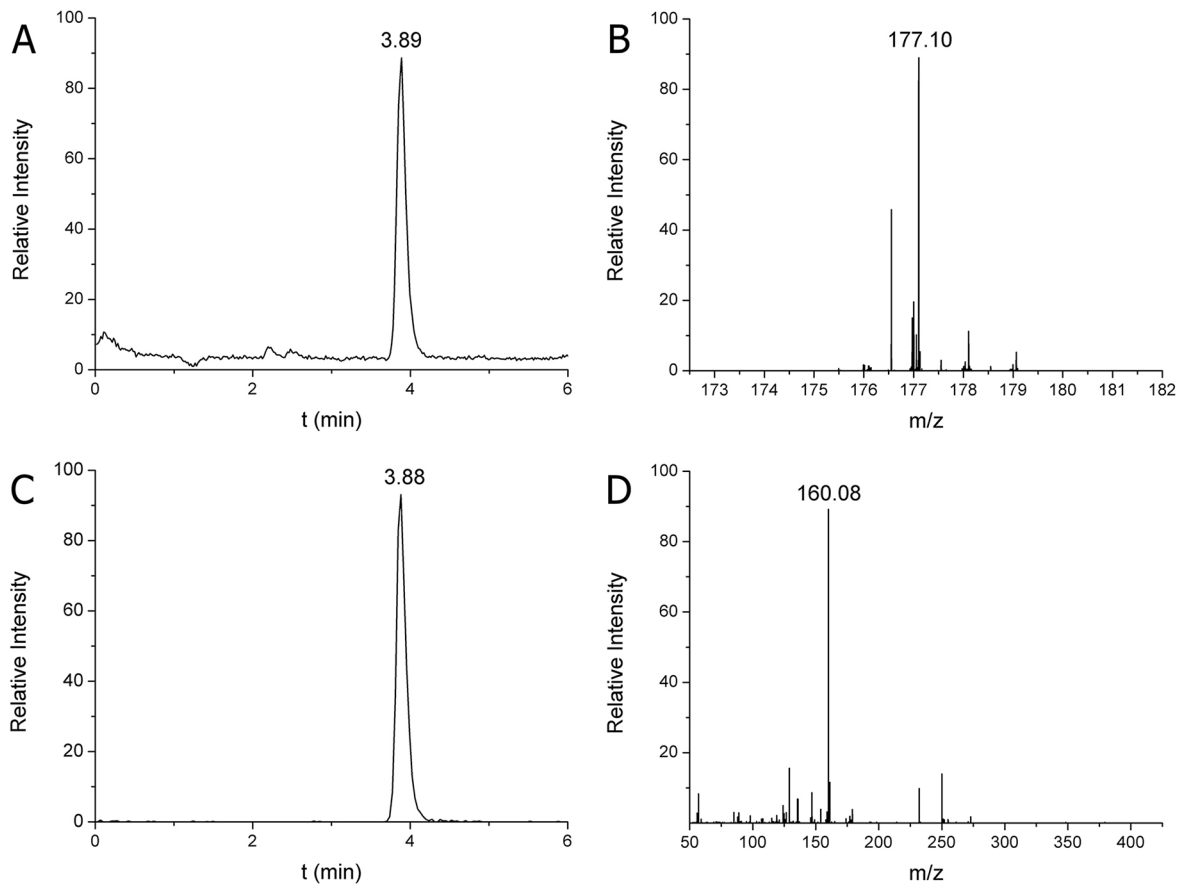 A
3.89
100
80
60
40
20
0
Relative Intensity
0 2 4 6
t (min)
B
177.10
100
80
60
40
20
0
Relative Intensity
173 174 175 176 177 178 179 180 181 182
m/z
C
3.88
100
80
60
40
20
0
Relative Intensity
0 2 4 6
t (min)
D
160.08
100
80
60
40
20
0
Relative Intensity
50 100 150 200 250 300 350 400
m/z